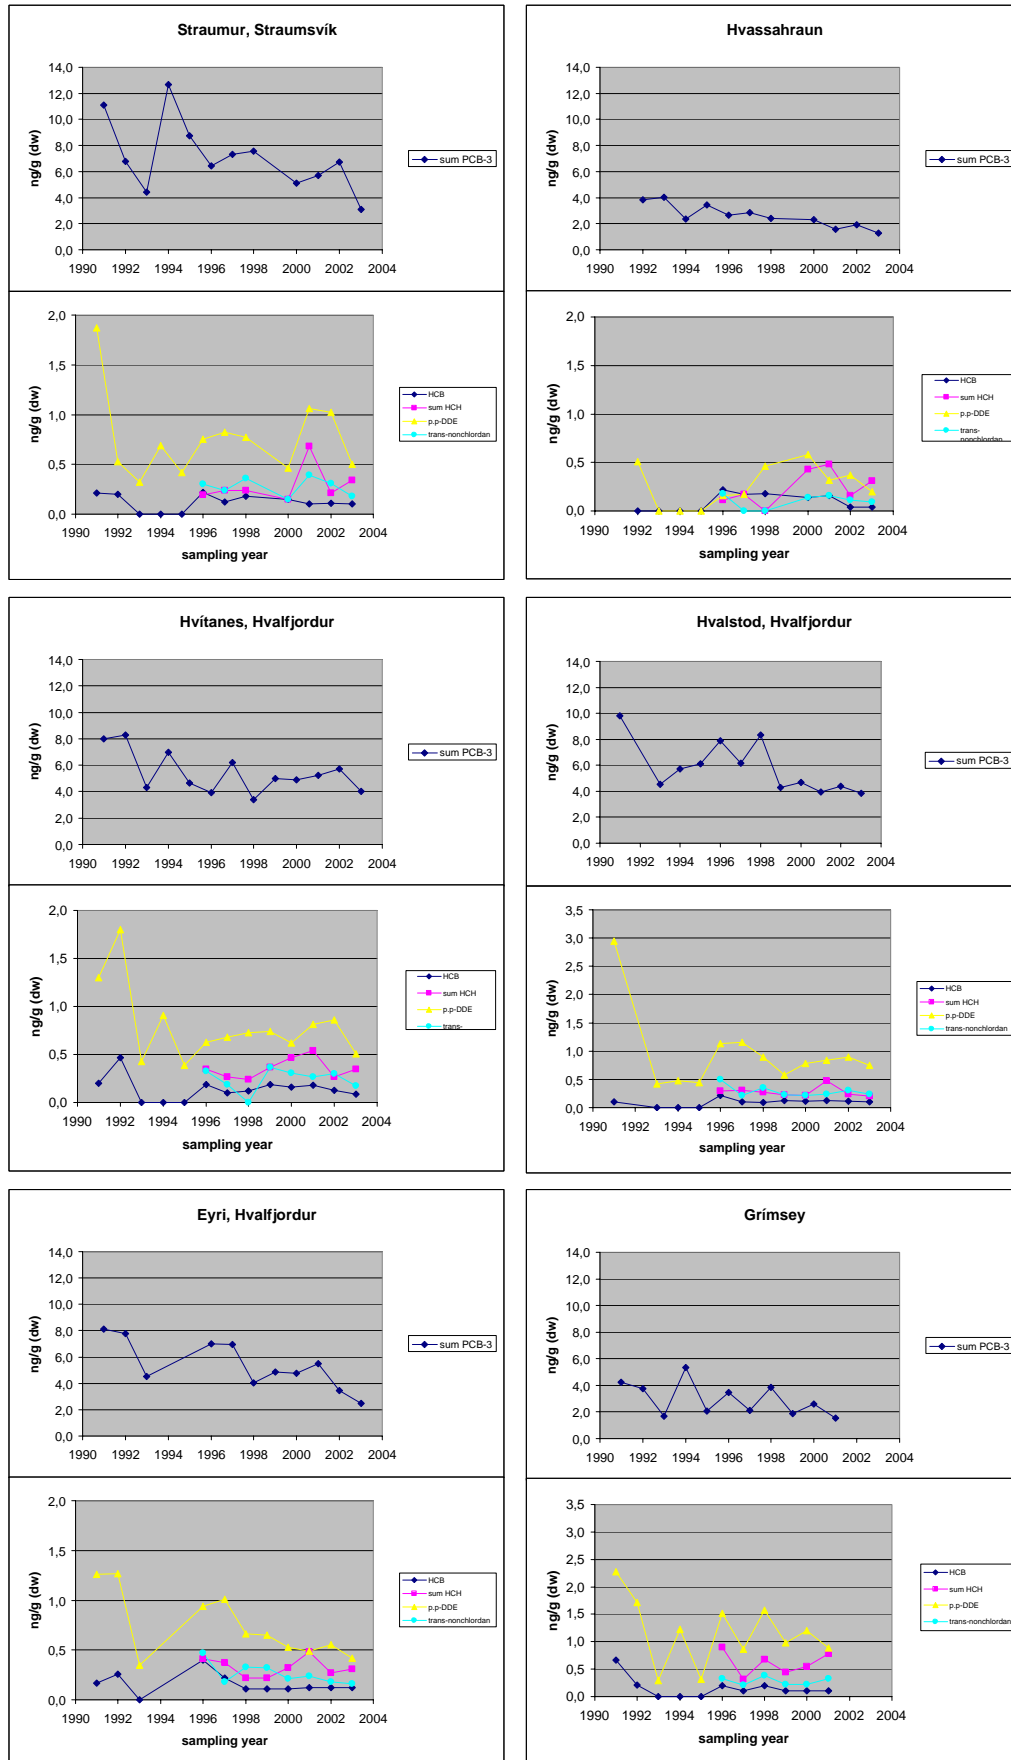 Straumur, Straumsvík
ng/g (dw)
14,0
12,0
10,0
8,0
6,0
4,0
2,0
0,0
1990 1992 1994 1996 1998 2000 2002 2004
sum PCB-3
ng/g (dw)
2,0
1,5
1,0
0,5
0,0
1990 1992 1994 1996 1998 2000 2002 2004
sampling year
HCB
sum HCH
p.p-DDE
trans-nonchlordan
Hvassahraun
ng/g (dw)
14,0
12,0
10,0
8,0
6,0
4,0
2,0
0,0
1990 1992 1994 1996 1998 2000 2002 2004
sum PCB-3
ng/g (dw)
2,0
1,5
1,0
0,5
0,0
1990 1992 1994 1996 1998 2000 2002 2004
sampling year
HCB
sum HCH
p.p-DDE
trans-
nonchlordan
Hvítanes, Hvalfjordur
ng/g (dw)
14,0
12,0
10,0
8,0
6,0
4,0
2,0
0,0
1990 1992 1994 1996 1998 2000 2002 2004
sum PCB-3
ng/g (dw)
2,0
1,5
1,0
0,5
0,0
1990 1992 1994 1996 1998 2000 2002 2004
sampling year
HCB
sum HCH
p.p-DDE
trans-
Hvalstod, Hvalfjordur
ng/g (dw)
14,0
12,0
10,0
8,0
6,0
4,0
2,0
0,0
1990 1992 1994 1996 1998 2000 2002 2004
sum PCB-3
ng/g (dw)
3,5
3,0
2,5
2,0
1,5
1,0
0,5
0,0
1990 1992 1994 1996 1998 2000 2002 2004
sampling year
HCB
sum HCH
p.p-DDE
trans-nonchlordan
Eyri, Hvalfjordur
ng/g (dw)
14,0
12,0
10,0
8,0
6,0
4,0
2,0
0,0
1990 1992 1994 1996 1998 2000 2002 2004
sum PCB-3
ng/g (dw)
2,0
1,5
1,0
0,5
0,0
1990 1992 1994 1996 1998 2000 2002 2004
sampling year
HCB
sum HCH
p.p-DDE
trans-nonchlordan
Grímsey
ng/g (dw)
14,0
12,0
10,0
8,0
6,0
4,0
2,0
0,0
1990 1992 1994 1996 1998 2000 2002 2004
sum PCB-3
ng/g (dw)
3,5
3,0
2,5
2,0
1,5
1,0
0,5
0,0
1990 1992 1994 1996 1998 2000 2002 2004
sampling year
HCB
sum HCH
p.p-DDE
trans-nonchlordan